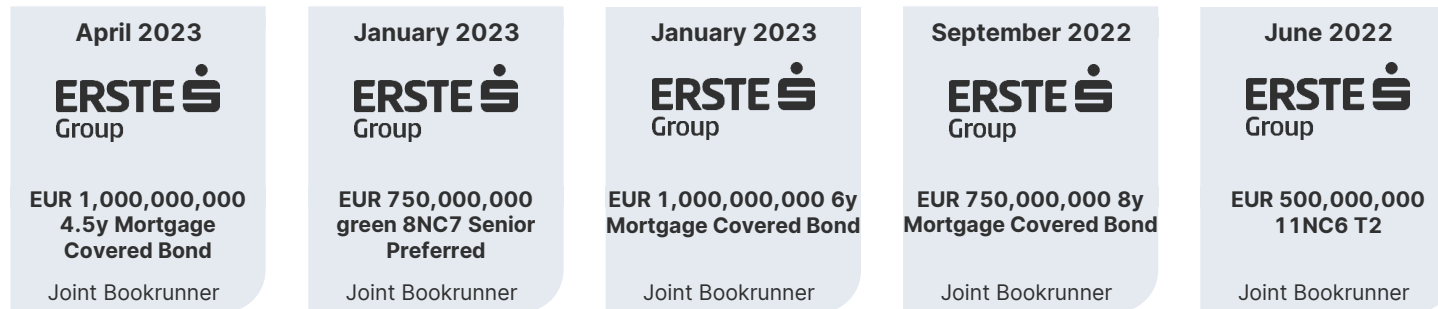 April 2023
ERSTE
Group
EUR 1,000,000,000
4.5y Mortgage
Covered Bond
Joint Bookrunner
January 2023
ERSTE
Group
EUR 750,000,000
green 8NC7 Senior
Preferred
Joint Bookrunner
January 2023
ERSTE
Group
EUR 1,000,000,000 6y
Mortgage Covered Bond
Joint Bookrunner
September 2022
ERSTE
Group
EUR 750,000,000 8y
Mortgage Covered Bond
Joint Bookrunner
June 2022
ERSTE
Group
EUR 500,000,000
11NC6 T2
Joint Bookrunner